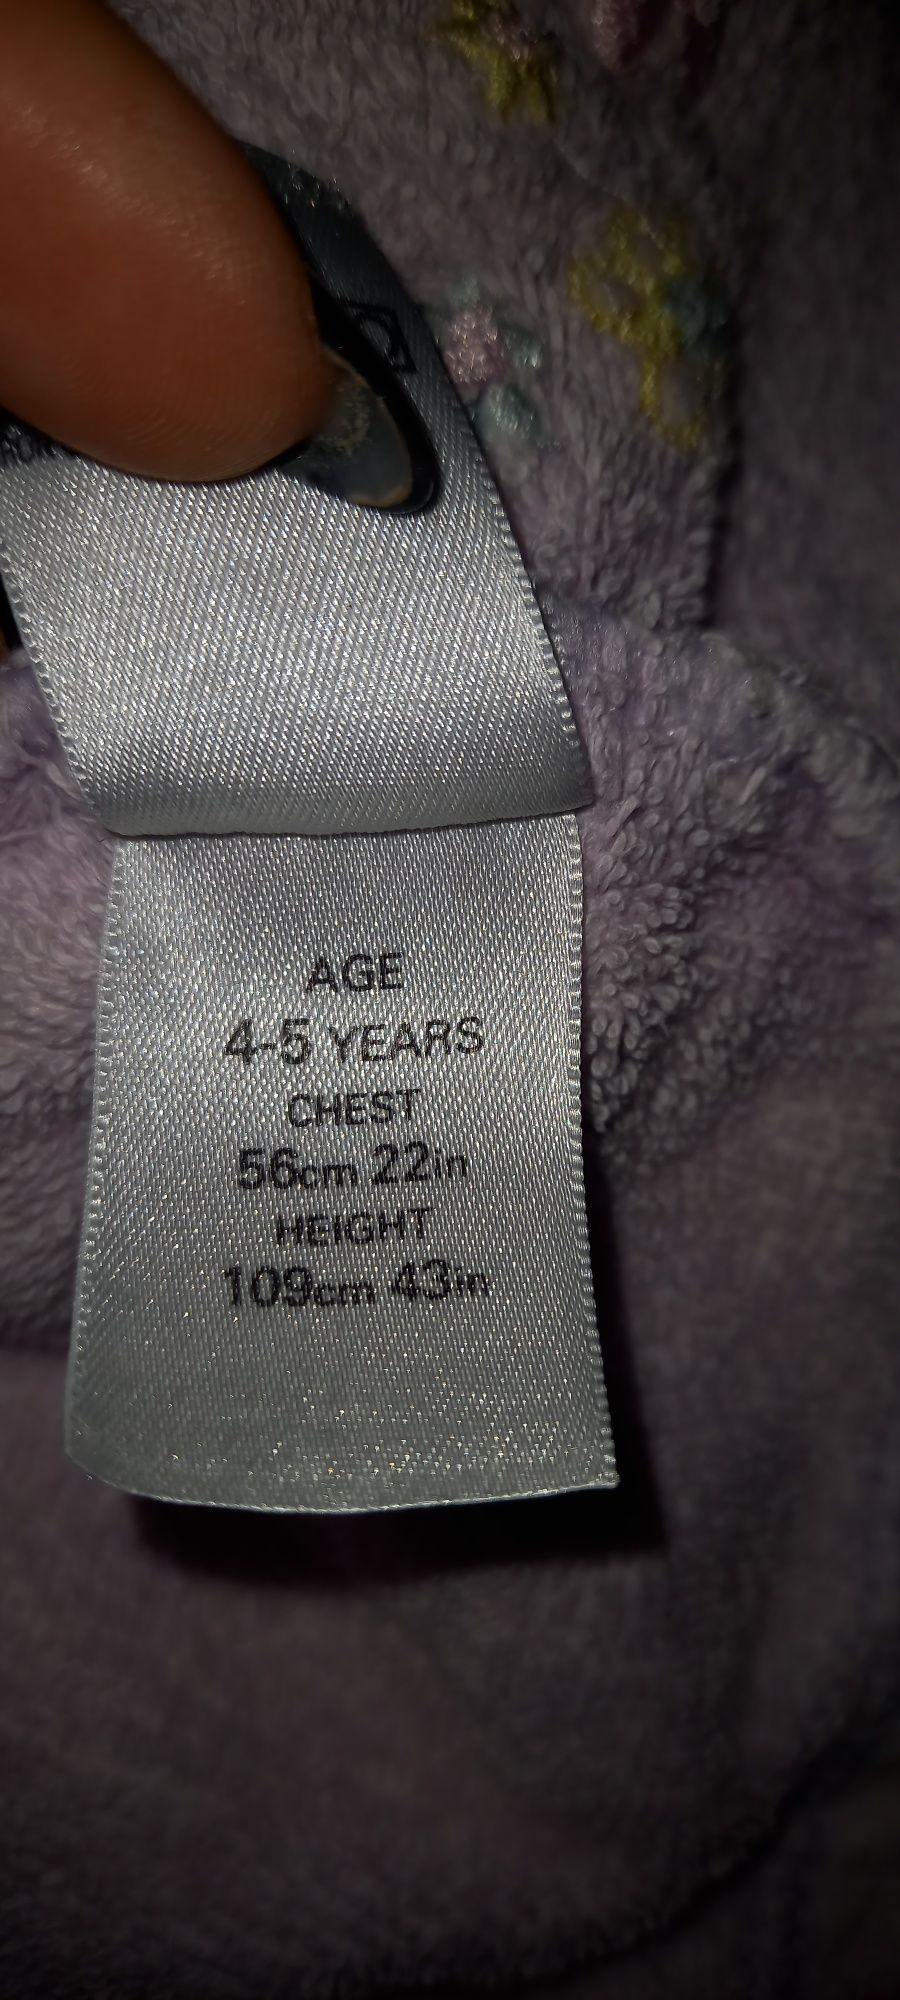 AGE
4-5 YEARS
CHEST
56cm 22in
HEIGHT
109cm 43in